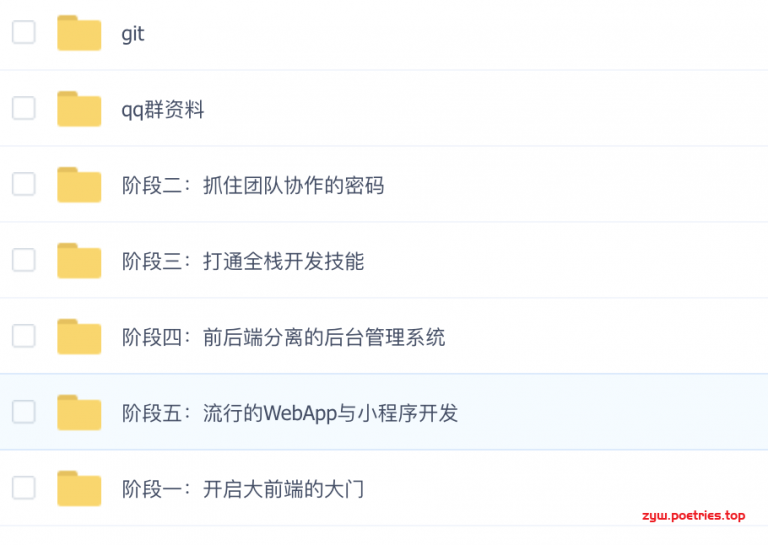 git
qq群资料
阶段二：抓住团队协作的密码
阶段三：打通全栈开发技能
阶段四：前后端分离的后台管理系统
阶段五：流行的WebApp与小程序开发
阶段一：开启大前端的大门
zyw.poetries.top